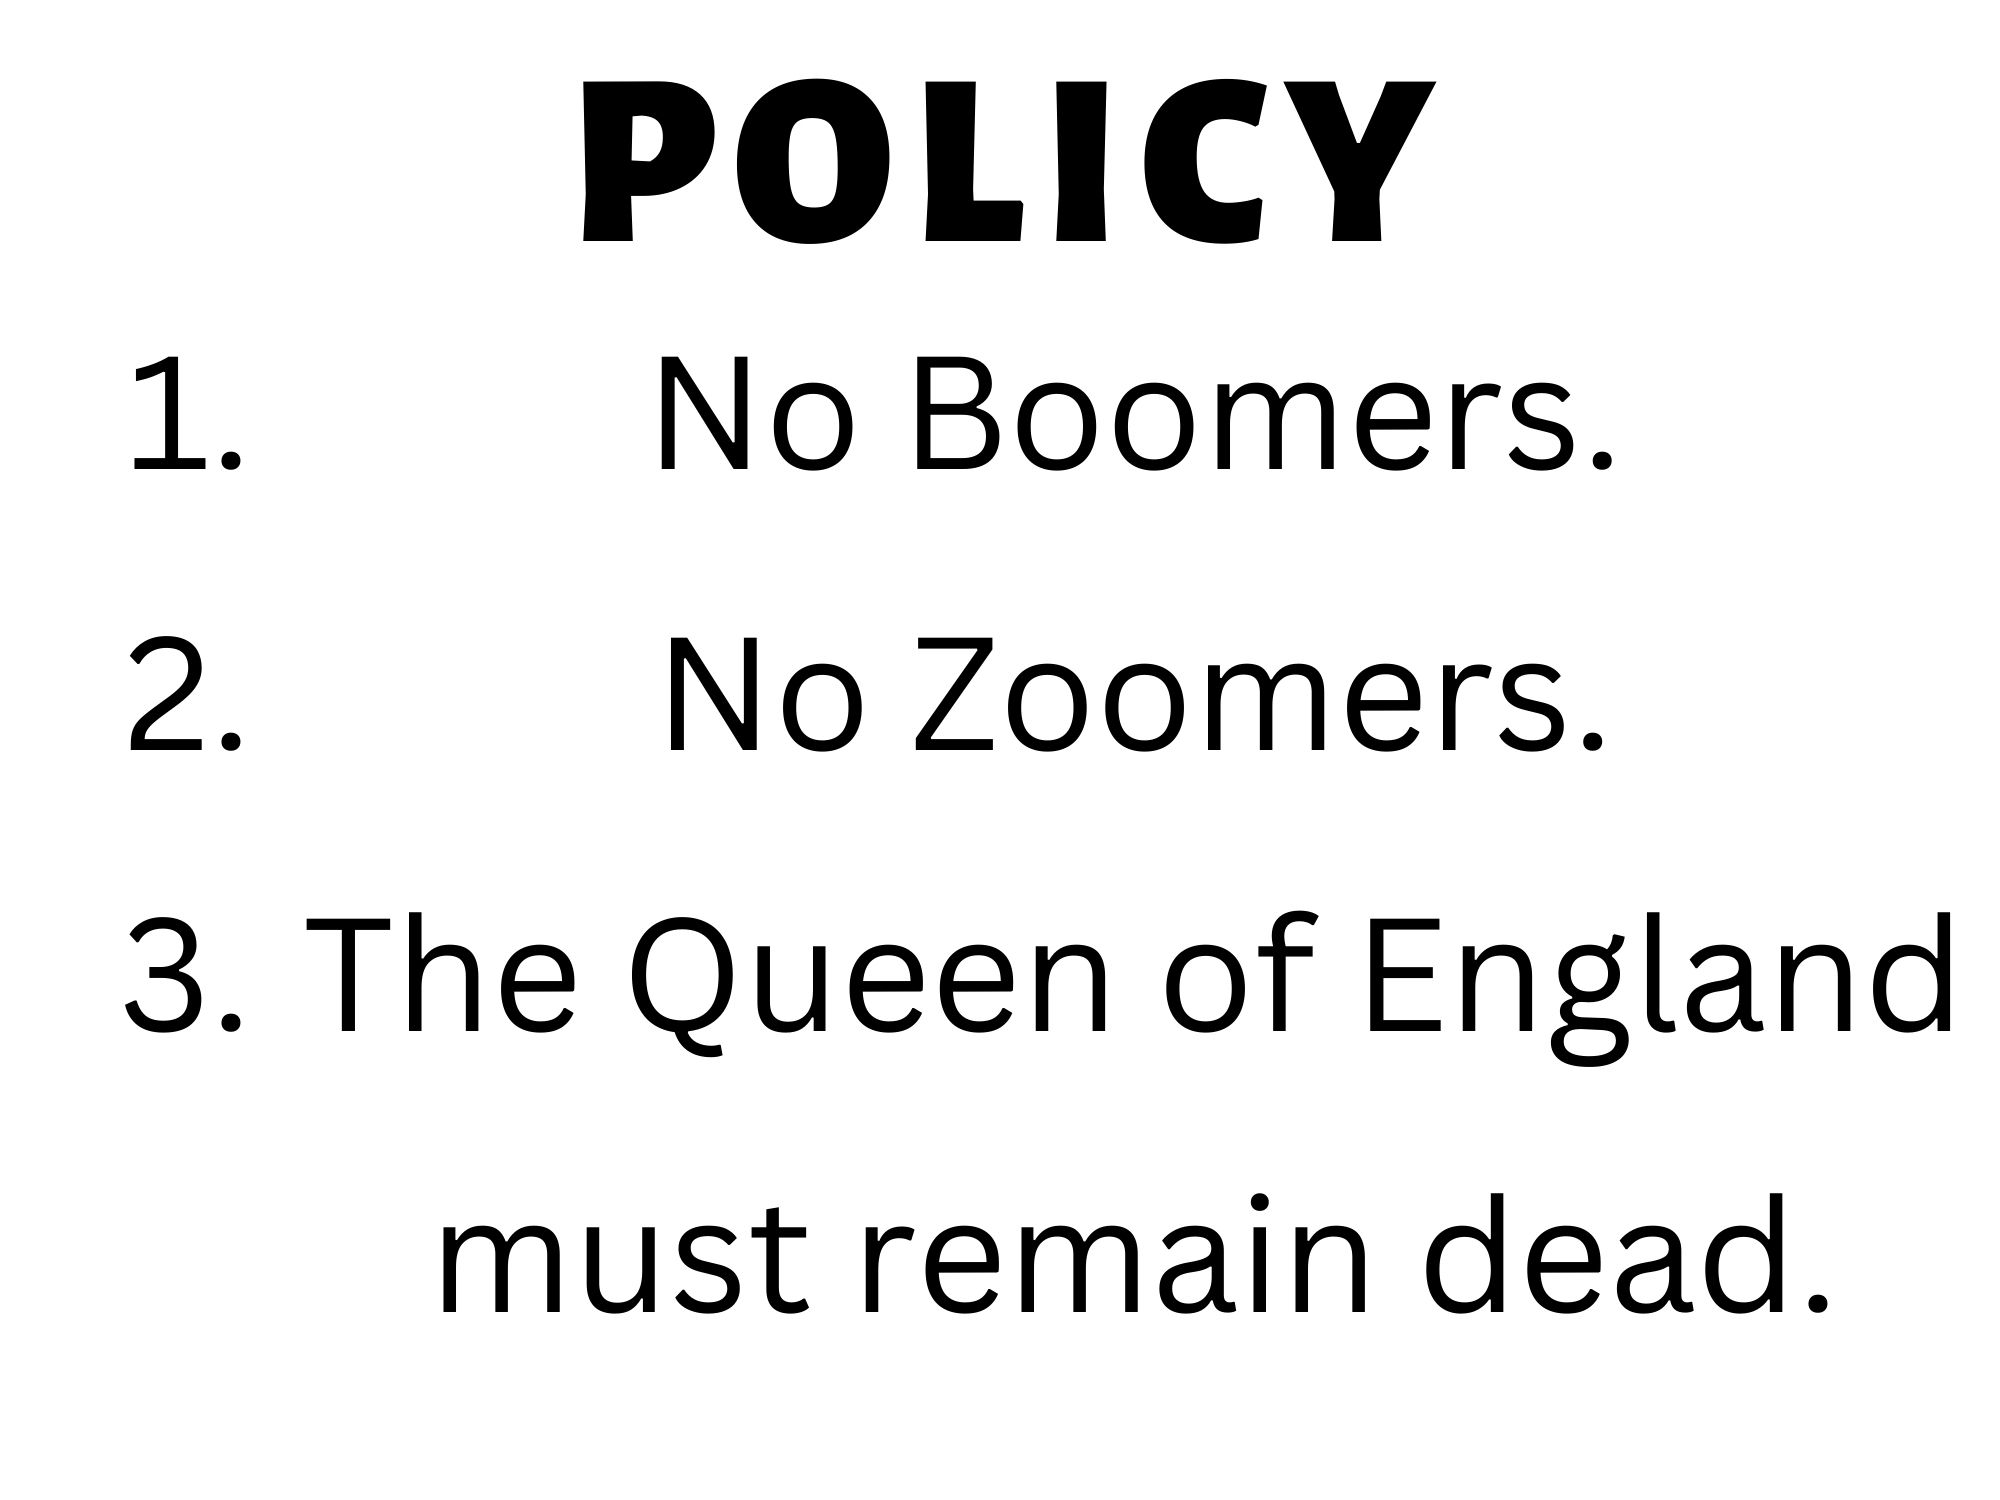 POLICY
1. No Boomers.
2. No Zoomers.
3. The Queen of England
must remain dead.